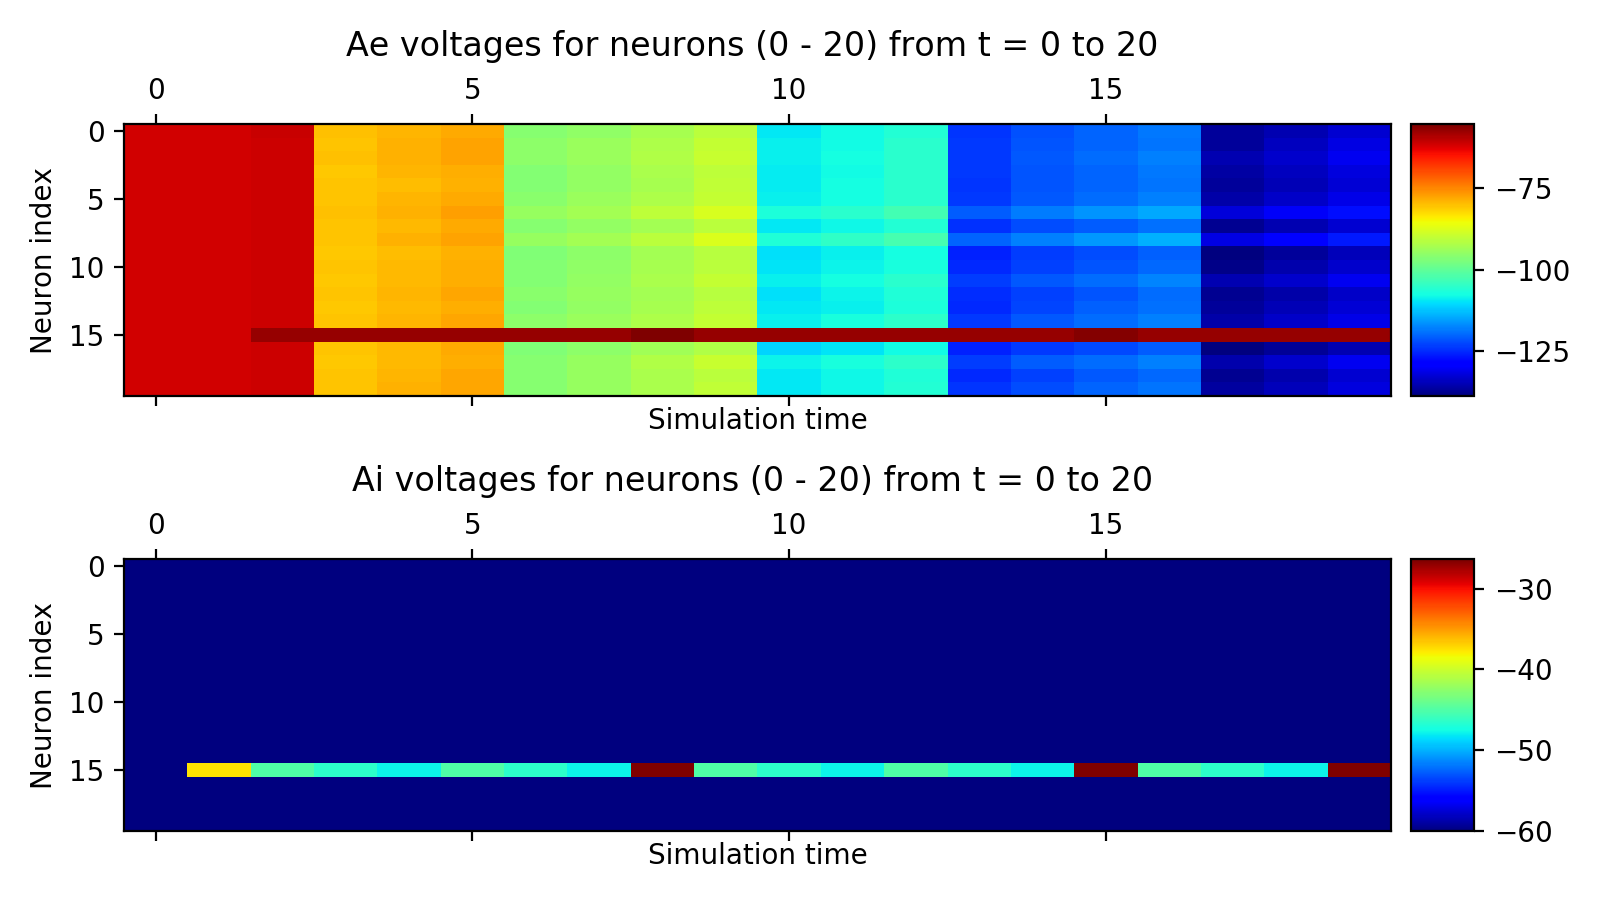 Ae voltages for neurons (0 - 20) from t = 0 to 20
0 5 10 15
Neuron index
0
5
10
15
−75
−100
−125
Simulation time
Ai voltages for neurons (0 - 20) from t = 0 to 20
0 5 10 15
Neuron index
0
5
10
15
−30
−40
−50
−60
Simulation time